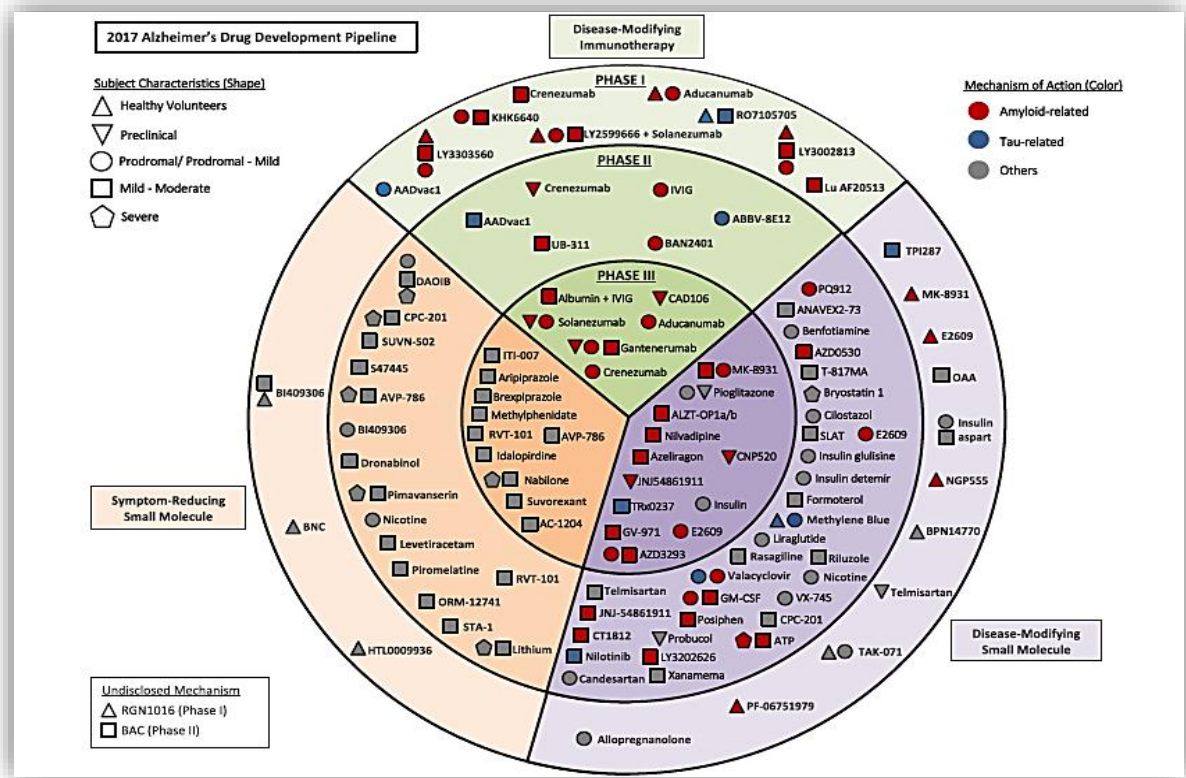 2017 Alzheimer's Drug Development Pipeline
Disease-Modifying
Immunotherapy
Subject Characteristics (Shape)
Healthy Volunteers
Preclinical
Prodromal/ Prodromal - Mild
Mild - Moderate
Severe
Mechanism of Action (Color)
Amyloid-related
Tau-related
Others
PHASE I
Crenezumab
Aducanumab
KHK6640
RO7105705
LY2599666 + Solanezumab
LY3303560
LY3002813
AADvac1
Lu AF20513
PHASE II
Crenezumab
IVIG
AADvac1
ABBV-8E12
UB-311
BAN2401
PHASE III
Albumin + IVIG
CAD106
Solanezumab
Aducanumab
Gantenerumab
Crenezumab
DAOIB
CPC-201
SUVN-502
S47445
AVP-786
BI409306
Dronabinol
Pimavanserin
Nicotine
Levetiracetam
Piromelatine
RVT-101
ORM-12741
STA-1
Lithium
ITI-007
Aripiprazole
Brexpiprazole
Methylphenidate
RVT-101
AVP-786
Idalopirdine
Nabilone
Suvorexant
AC-1204
BI409306
BNC
HTL0009936
Symptom-Reducing
Small Molecule
MK-8931
Pioglitazone
ALZT-OP1a/b
Nilvadipine
Azeliragon
CNP520
JNJ54861911
TRx0237
Insulin
GV-971
E2609
AZD3293
PQ912
ANAVEX2-73
Benfotiamine
AZD0530
T-817MA
Bryostatin 1
Cilostazol
SLAT
E2609
Insulin glulisine
Insulin detemir
Formoterol
Methylene Blue
Liraglutide
Rasagiline
Riluzole
Valacyclovir
Nicotine
Telmisartan
GM-CSF
VX-745
JNJ-54861911
Posiphen
CPC-201
CT1812
Probucol
ATP
Nilotinib
LY3202626
Candesartan
Xanamema
TPI287
MK-8931
E2609
OAA
Insulin
aspart
NGP555
BPN14770
Telmisartan
TAK-071
PF-06751979
Allopregnanolone
Disease-Modifying
Small Molecule
Undisclosed Mechanism
RGN1016 (Phase I)
BAC (Phase II)